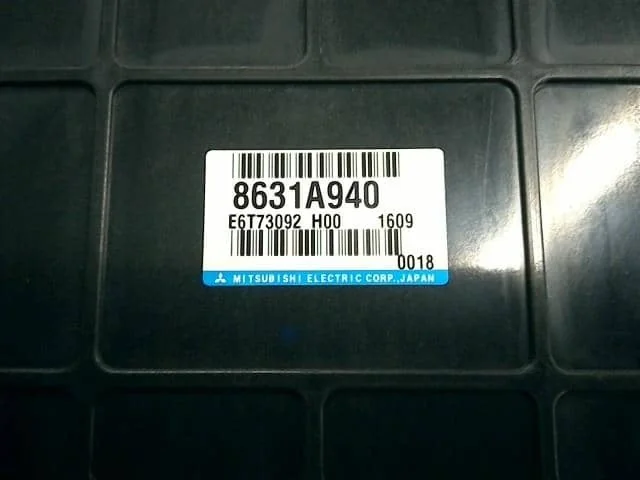 8631A940
E6T73092 H00 1609
0018
MITSUBISHI ELECTRIC CORP., JAPAN